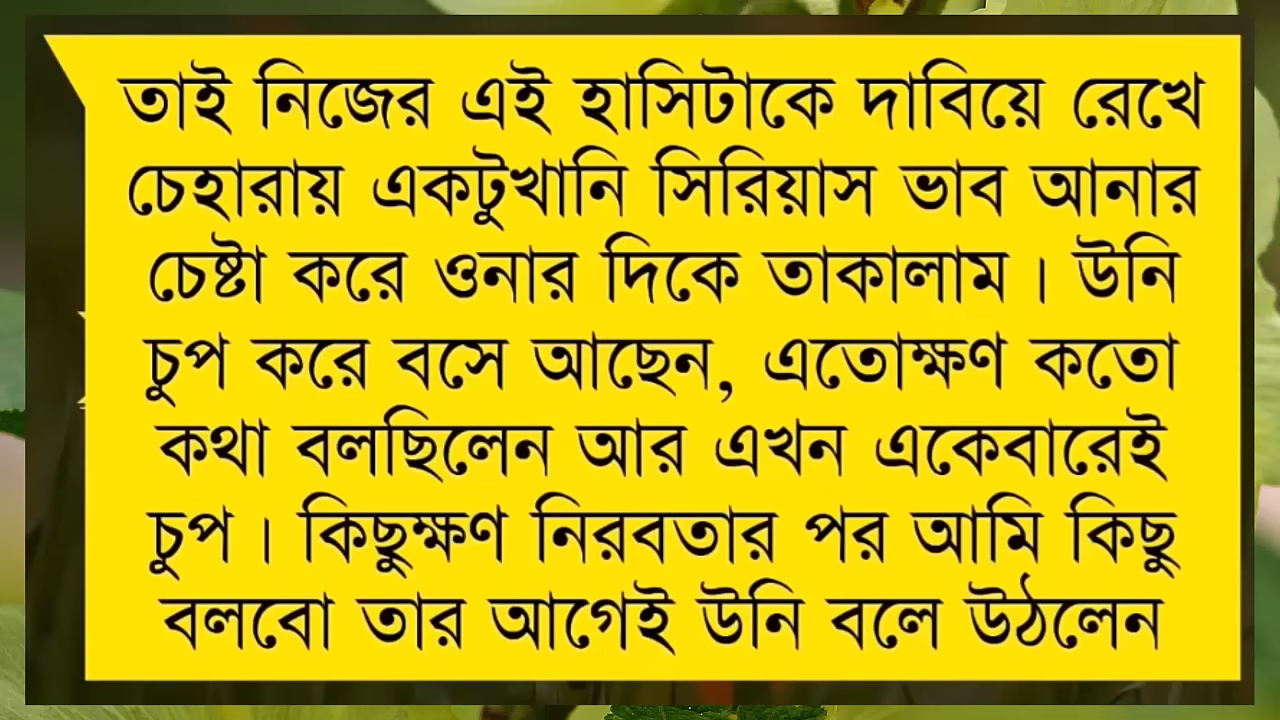 তাই নিজের এই হাসিটাকে দাবিয়ে রেখে
চেহারায় একটুখানি সিরিয়াস ভাব আনার
চেষ্টা করে ওনার দিকে তাকালাম। উনি
চুপ করে বসে আছেন, এতোক্ষণ কতো
কথা বলছিলেন আর এখন একেবারেই
চুপ। কিছুক্ষণ নিরবতার পর আমি কিছু
বলবো তার আগেই উনি বলে উঠলেন